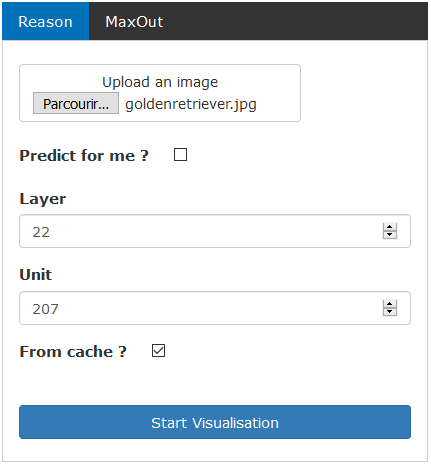 Reason MaxOut
Upload an image
Parcourir... goldenretriever.jpg
Predict for me ?
Layer
22
Unit
207
From cache ?
Start Visualisation